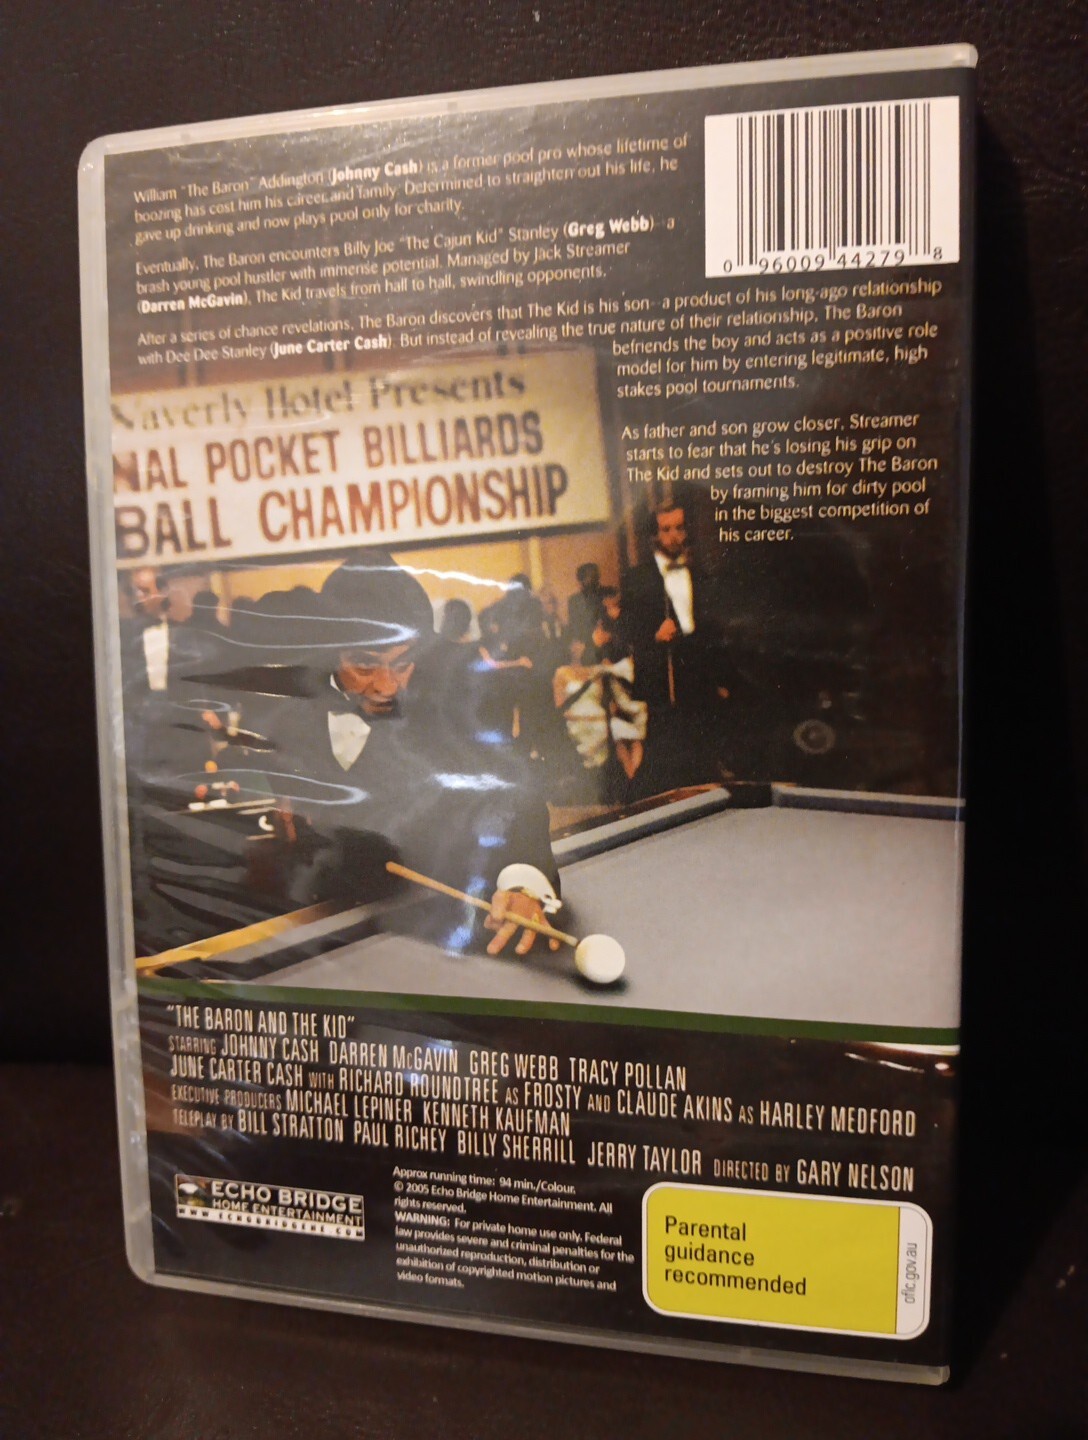 William "The Baron" Addington (Johnny Cash) is a former pool pro whose lifetime of
boozing has cost him his career and family. Determined to straighten out his life, he
gave up drinking and now plays pool only for charity.
Eventually, The Baron encounters Billy Joe "The Cajun Kid" Stanley (Greg Webb) - a
brash young pool hustler with immense potential. Managed by Jack Streamer
(Darren McGavin), The Kid travels from hall to hall, swindling opponents.
0 96009 44279 8
After a series of chance revelations, The Baron discovers that The Kid is his son- a product of his long-ago relationship
with Dee Dee Stanley (June Carter Cash). But instead of revealing the true nature of their relationship, The Baron
befriends the boy and acts as a positive role
model for him by entering legitimate, high
stakes pool tournaments.
As father and son grow closer, Streamer
starts to fear that he's losing his grip on
The Kid and sets out to destroy The Baron
by framing him for dirty pool
in the biggest competition of
his career.
Waverly Hotel Presents
NAL POCKET BILLIARDS
BALL CHAMPIONSHIP
"THE BARON AND THE KID"
STARRING JOHNNY CASH DARREN McGAVIN GREG WEBB TRACY POLLAN
JUNE CARTER CASH WITH RICHARD ROUNDTREE AS FROSTY AND CLAUDE AKINS AS HARLEY MEDFORD
EXECUTIVE PRODUCERS MICHAEL LEPINER KENNETH KAUFMAN
TELEPLAY BY BILL STRATTON PAUL RICHEY BILLY SHERRILL JERRY TAYLOR DIRECTED BY GARY NELSON
ECHO BRIDGE
HOME ENTERTAINMENT
WWW.ECHOBRIDGEHE.COM
Approx running time: 94 min./Colour.
© 2005 Echo Bridge Home Entertainment. All
rights reserved.
WARNING: For private home use only. Federal
law provides severe and criminal penalties for the
unauthorized reproduction, distribution or
exhibition of copyrighted motion pictures and
video formats.
Parental
guidance
recommended
oflc.gov.au